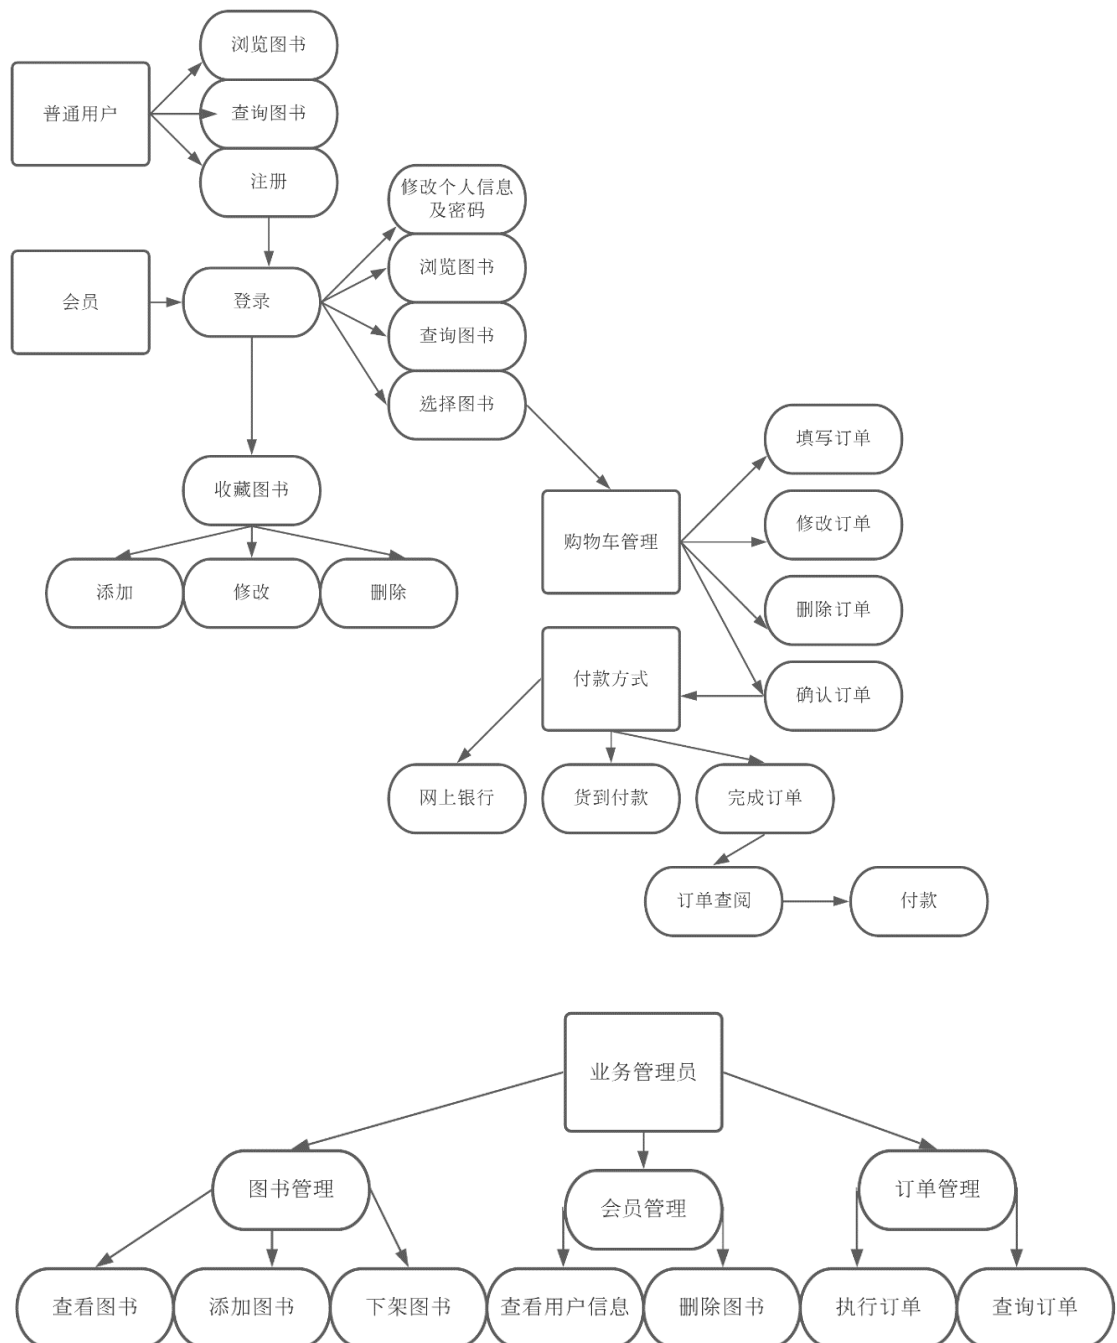 浏览图书
普通用户
查询图书
注册
修改个人信息
及密码
浏览图书
会员
登录
查询图书
选择图书
填写订单
收藏图书
修改订单
购物车管理
添加
修改
删除
删除订单
付款方式
确认订单
网上银行
货到付款
完成订单
订单查阅
付款
业务管理员
图书管理
会员管理
订单管理
查看图书
添加图书
下架图书
查看用户信息
删除图书
执行订单
查询订单